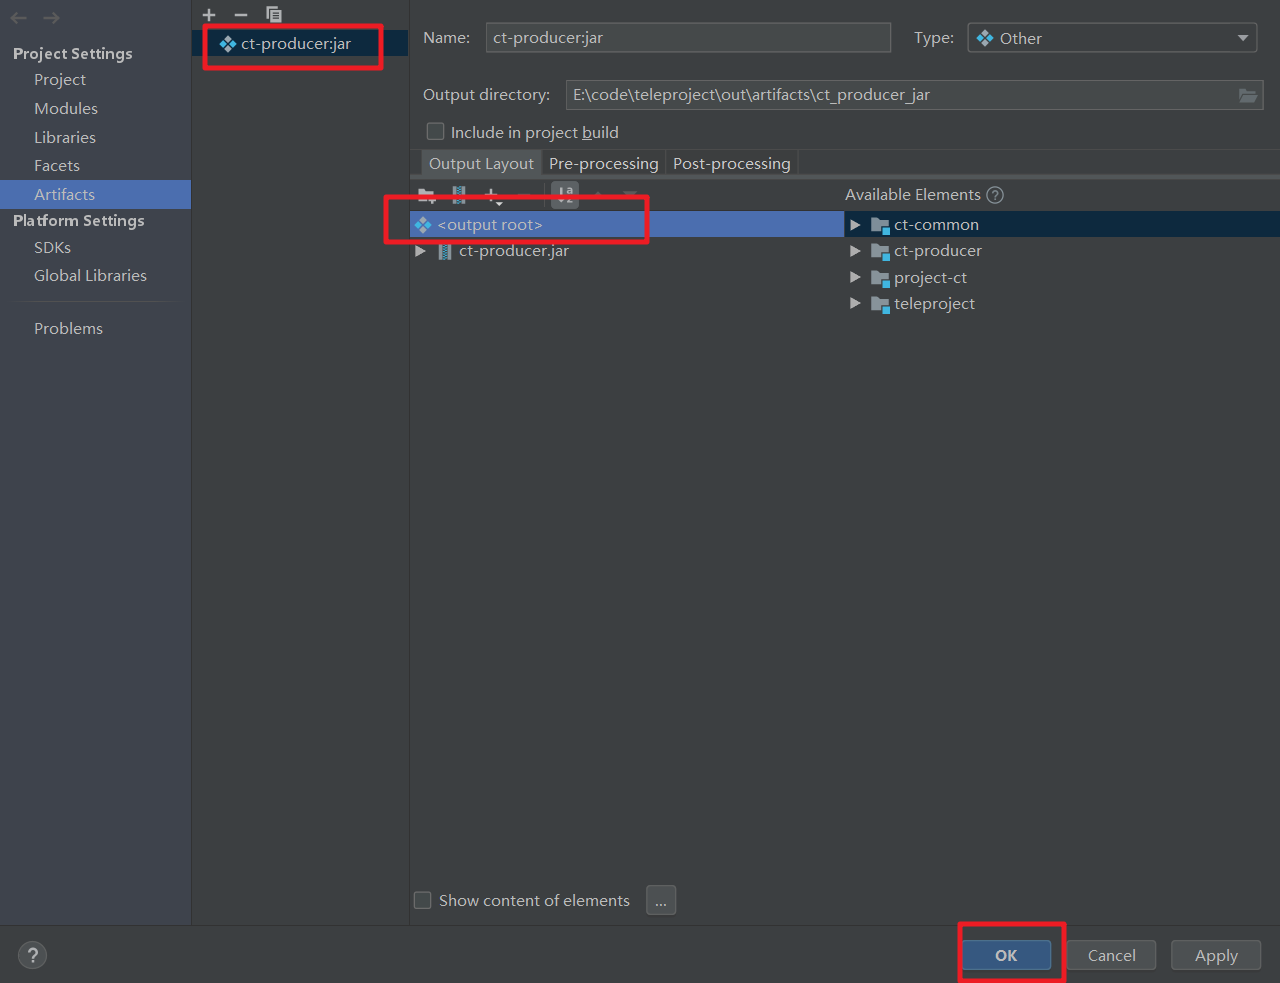 Project Settings
Project
Modules
Libraries
Facets
Artifacts
Platform Settings
SDKs
Global Libraries
Problems
ct-producer:jar
Name: ct-producer:jar Type: Other
Output directory: E:\code\teleproject\out\artifacts\ct_producer_jar
Include in project build
Output Layout Pre-processing Post-processing
Available Elements ?
<output root>
ct-producer.jar
ct-common
ct-producer
project-ct
teleproject
Show content of elements ...
? OK Cancel Apply